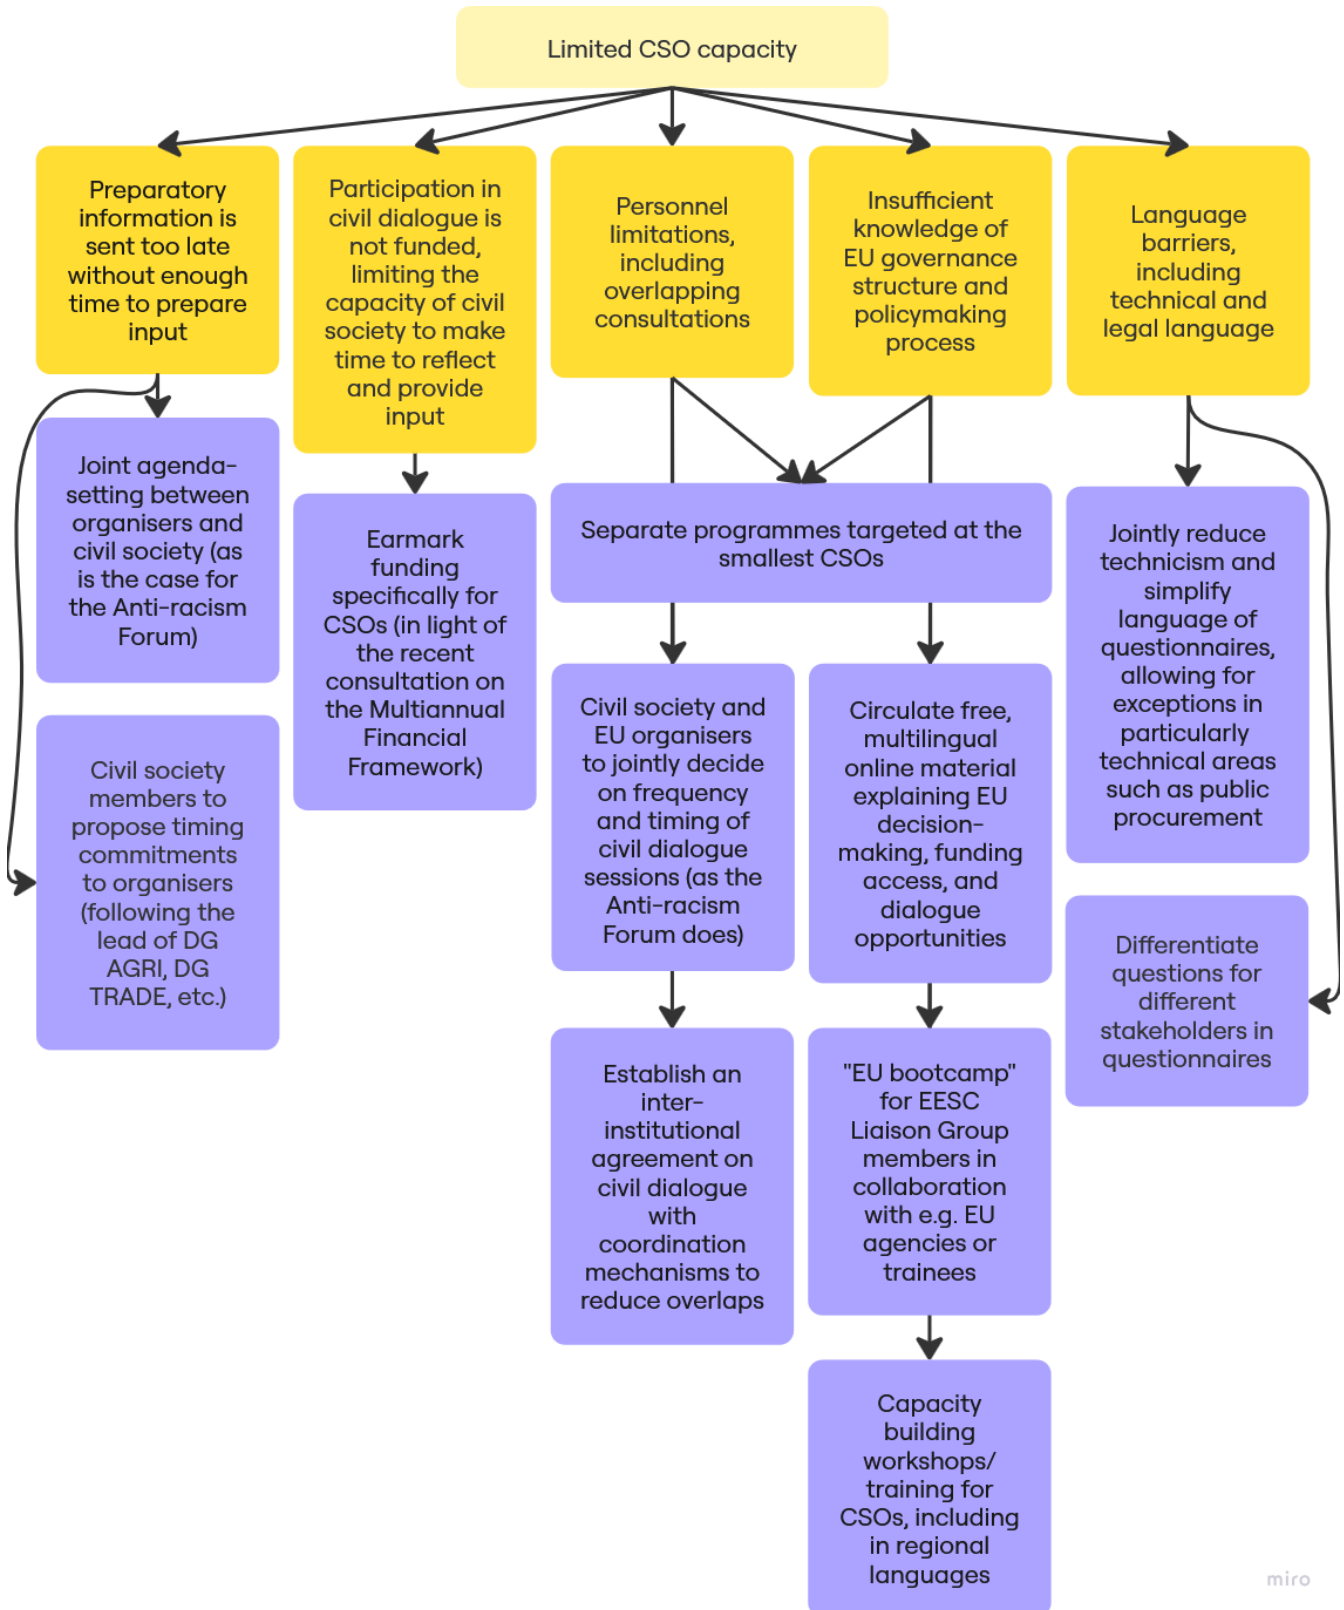 Limited CSO capacity
Preparatory
information is
sent too late
without enough
time to prepare
input
Participation in
civil dialogue is
not funded,
limiting the
capacity of civil
society to make
time to reflect
and provide
input
Personnel
limitations,
including
overlapping
consultations
Insufficient
knowledge of
EU governance
structure and
policymaking
process
Language
barriers,
including
technical and
legal language
Joint agenda-
setting between
organisers and
civil society (as
is the case for
the Anti-racism
Forum)
Civil society
members to
propose timing
commitments
to organisers
(following the
lead of DG
AGRI, DG
TRADE, etc.)
Earmark
funding
specifically for
CSOs (in light of
the recent
consultation on
the Multiannual
Financial
Framework)
Separate programmes targeted at the
smallest CSOs
Civil society and
EU organisers
to jointly decide
on frequency
and timing of
civil dialogue
sessions (as the
Anti-racism
Forum does)
Establish an
inter-
institutional
agreement on
civil dialogue
with
coordination
mechanisms to
reduce overlaps
Circulate free,
multilingual
online material
explaining EU
decision-
making, funding
access, and
dialogue
opportunities
"EU bootcamp"
for EESC
Liaison Group
members in
collaboration
with e.g. EU
agencies or
trainees
Capacity
building
workshops/
training for
CSOs, including
in regional
languages
Jointly reduce
technicism and
simplify
language of
questionnaires,
allowing for
exceptions in
particularly
technical areas
such as public
procurement
Differentiate
questions for
different
stakeholders in
questionnaires
miro